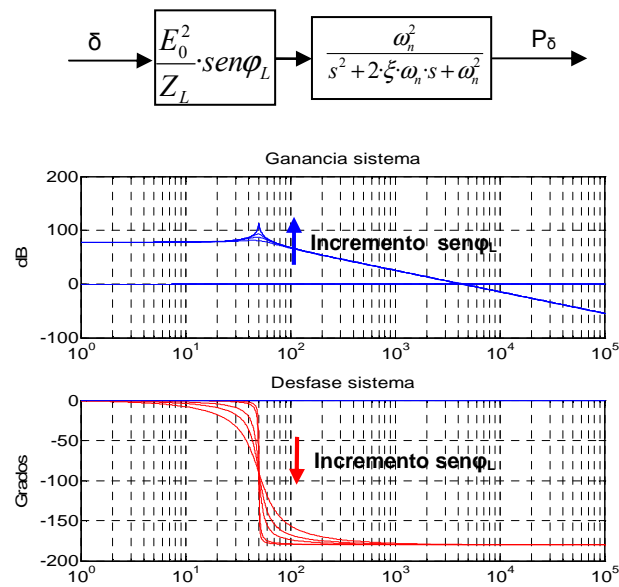 δ
E_0^2 / Z_L · senφ_L
ω_n^2 / s^2 + 2·ξ·ω_n·s + ω_n^2
P_δ
Ganancia sistema
200
100
0
-100
dB
Incremento senφ_L
10^0 10^1 10^2 10^3 10^4 10^5
Desfase sistema
0
-50
-100
-150
-200
Grados
Incremento senφ_L
10^0 10^1 10^2 10^3 10^4 10^5